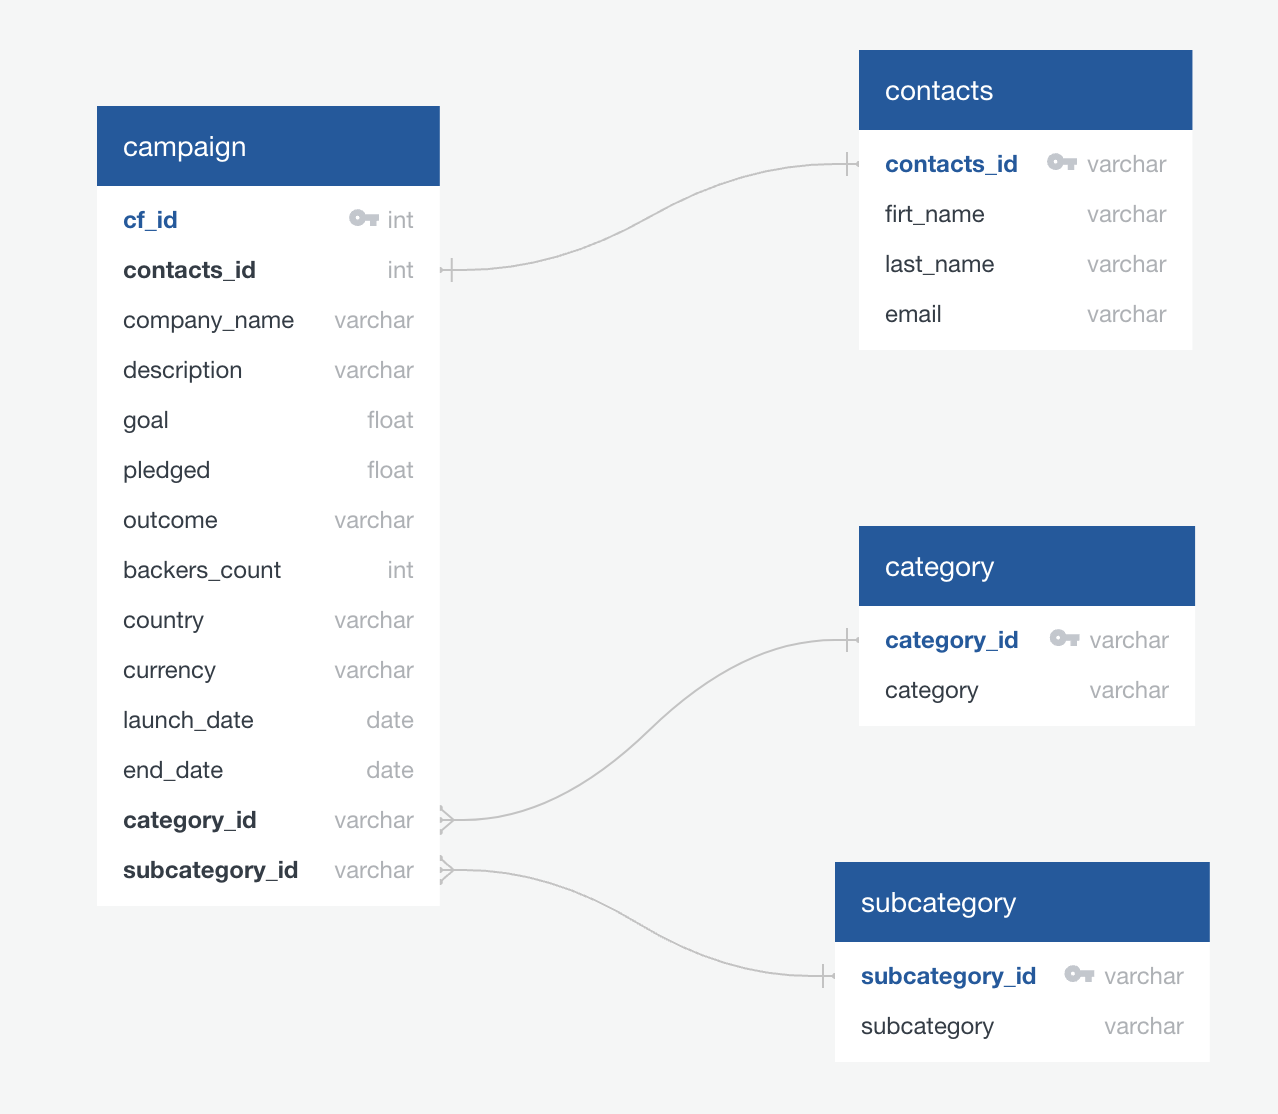 campaign
cf_id int
contacts_id int
company_name varchar
description varchar
goal float
pledged float
outcome varchar
backers_count int
country varchar
currency varchar
launch_date date
end_date date
category_id varchar
subcategory_id varchar
contacts
contacts_id varchar
firt_name varchar
last_name varchar
email varchar
category
category_id varchar
category varchar
subcategory
subcategory_id varchar
subcategory varchar